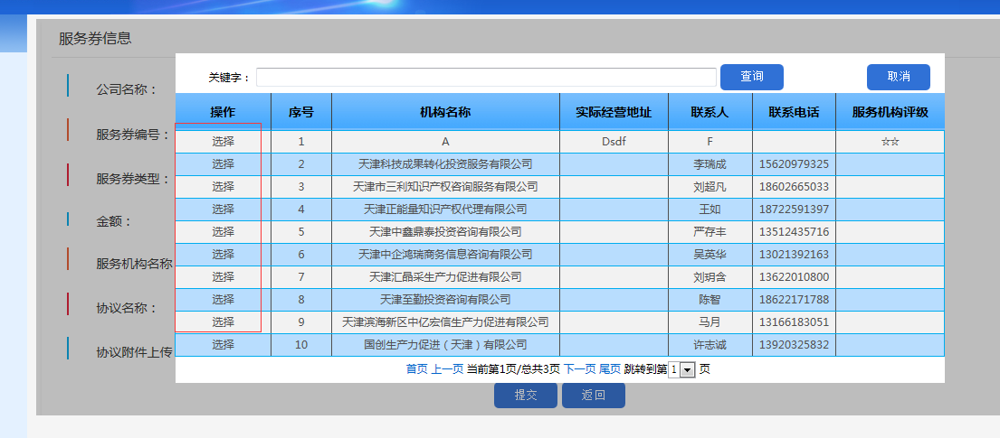 服务券信息
关键字： 查询 取消
公司名称：
服务券编号：
服务券类型：
金额：
服务机构名称
协议名称：
协议附件上传
操作 序号 机构名称 实际经营地址 联系人 联系电话 服务机构评级
选择 1 A Dsdf F ☆☆
选择 2 天津科技成果转化投资服务有限公司 李瑞成 15620979325
选择 3 天津市三利知识产权咨询服务有限公司 刘超凡 18602665033
选择 4 天津正能量知识产权代理有限公司 王如 18722591397
选择 5 天津中鑫鼎泰投资咨询有限公司 严存丰 13512435716
选择 6 天津中企鸿瑞商务信息咨询有限公司 吴英华 13021392163
选择 7 天津汇晶采生产力促进有限公司 刘玥含 13622010800
选择 8 天津至勤投资咨询有限公司 陈智 18622171788
选择 9 天津滨海新区中亿宏信生产力促进有限公司 马月 13166183051
选择 10 国创生产力促进（天津）有限公司 许志诚 13920325832
首页 上一页 当前第1页/总共3页 下一页 尾页 跳转到第 1 页
提交 返回